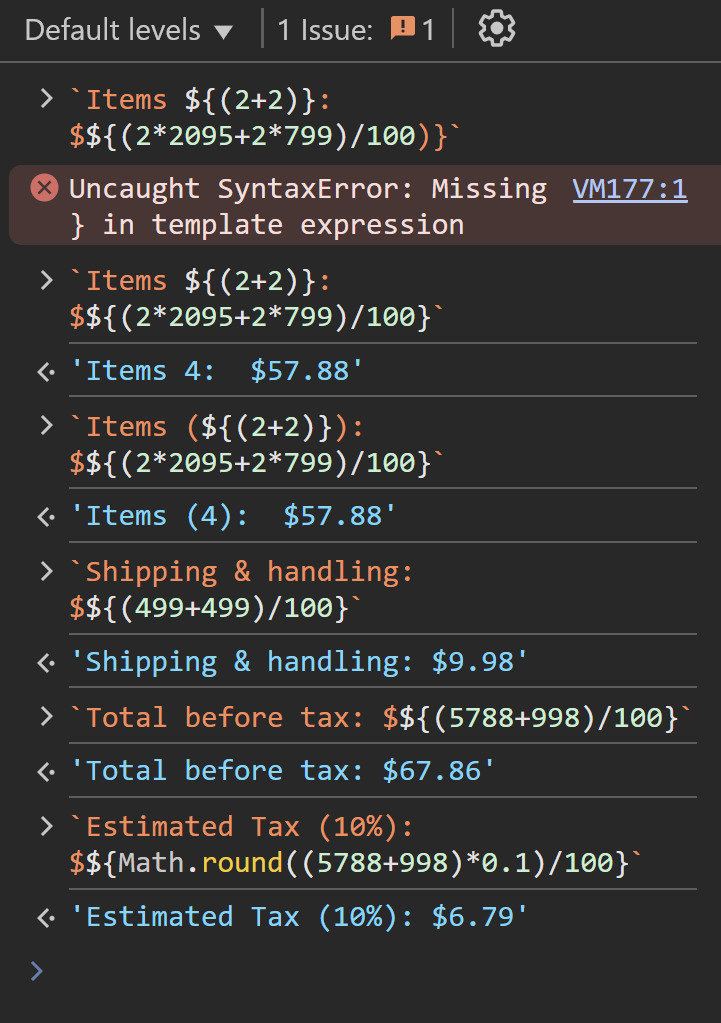 Default levels ▼ 1 Issue: 1
> `Items ${(2+2)}:
$${(2*2095+2*799)/100)}`
Uncaught SyntaxError: Missing VM177:1
} in template expression
> `Items ${(2+2)}:
$${(2*2095+2*799)/100}`
'Items 4:  $57.88'
> `Items (${(2+2)}):
$${(2*2095+2*799)/100}`
'Items (4):  $57.88'
> `Shipping & handling:
$${(499+499)/100}`
'Shipping & handling: $9.98'
> `Total before tax: $${(5788+998)/100}`
'Total before tax: $67.86'
> `Estimated Tax (10%):
$${Math.round((5788+998)*0.1)/100}`
'Estimated Tax (10%): $6.79'
>